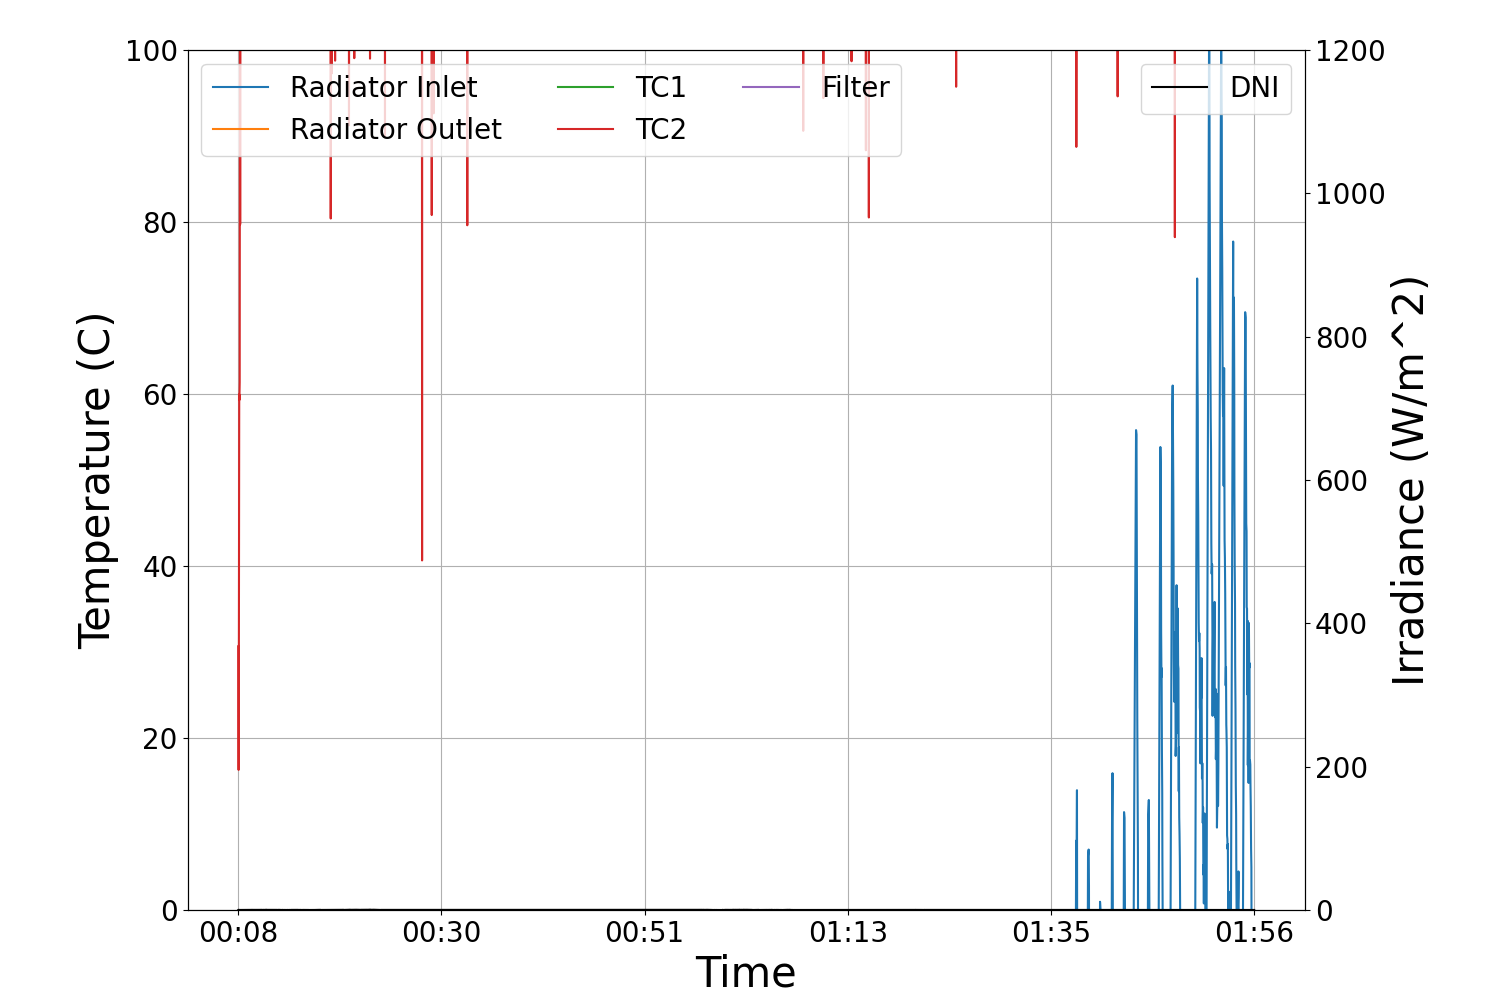 100
80
60
40
20
0
Temperature (C)
Radiator Inlet
Radiator Outlet
TC1
TC2
Filter
DNI
1200
1000
800
600
400
200
0
Irradiance (W/m^2)
00:08 00:30 00:51 01:13 01:35 01:56
Time